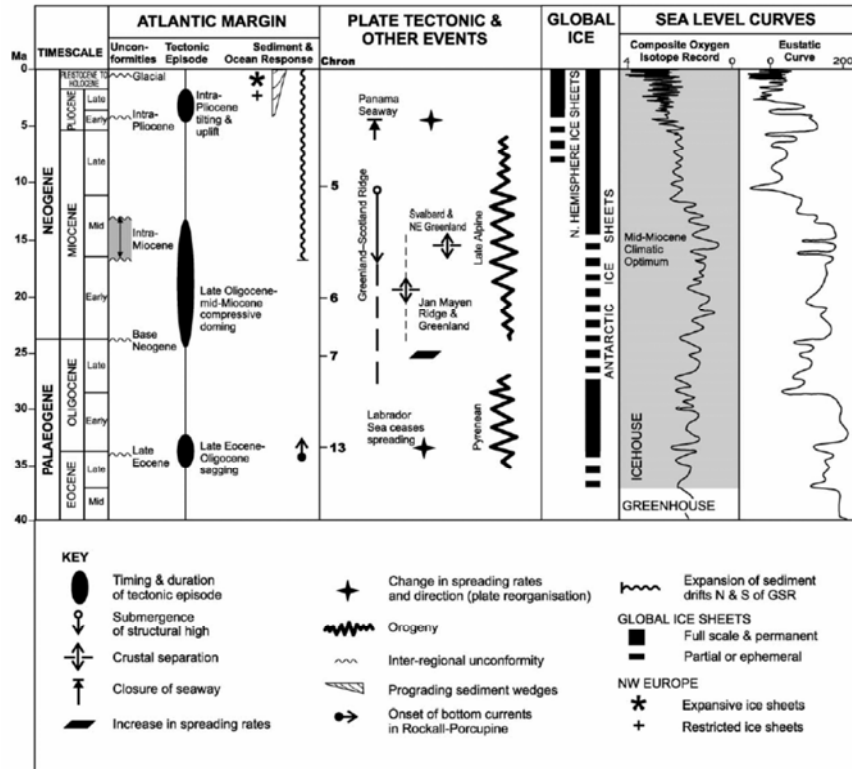 ATLANTIC MARGIN
PLATE TECTONIC &
OTHER EVENTS
GLOBAL
ICE
SEA LEVEL CURVES
Ma
TIMESCALE
Uncon-
formities
Tectonic
Episode
Sediment &
Ocean Response
Chron
Composite Oxygen
Isotope Record
4
0
Eustatic
Curve
0
200
0
5
10
15
20
25
30
35
40
NEOGENE
PALAEOGENE
PLEISTOCENE TO
HOLOCENE
PLIOCENE
MIOCENE
OLIGOCENE
EOCENE
Late
Early
Late
Mid
Early
Late
Early
Late
Mid
Glacial
Intra-
Pliocene
Intra-
Miocene
Base
Neogene
Late
Eocene
Intra-
Pliocene
tilting &
uplift
Late Oligocene-
mid-Miocene
compressive
doming
Late Eocene-
Oligocene
sagging
5
6
7
13
Panama
Seaway
Greenland–Scotland Ridge
Svalbard &
NE Greenland
Jan Mayen
Ridge &
Greenland
Labrador
Sea ceases
spreading
Late Alpine
Pyrenean
N. HEMISPHERE ICE SHEETS
ANTARCTIC ICE SHEETS
Mid-Miocene
Climatic
Optimum
ICEHOUSE
GREENHOUSE
KEY
Timing & duration
of tectonic episode
Submergence
of structural high
Crustal separation
Closure of seaway
Increase in spreading rates
Change in spreading rates
and direction (plate reorganisation)
Orogeny
Inter-regional unconformity
Prograding sediment wedges
Onset of bottom currents
in Rockall-Porcupine
Expansion of sediment
drifts N & S of GSR
GLOBAL ICE SHEETS
Full scale & permanent
Partial or ephemeral
NW EUROPE
Expansive ice sheets
Restricted ice sheets